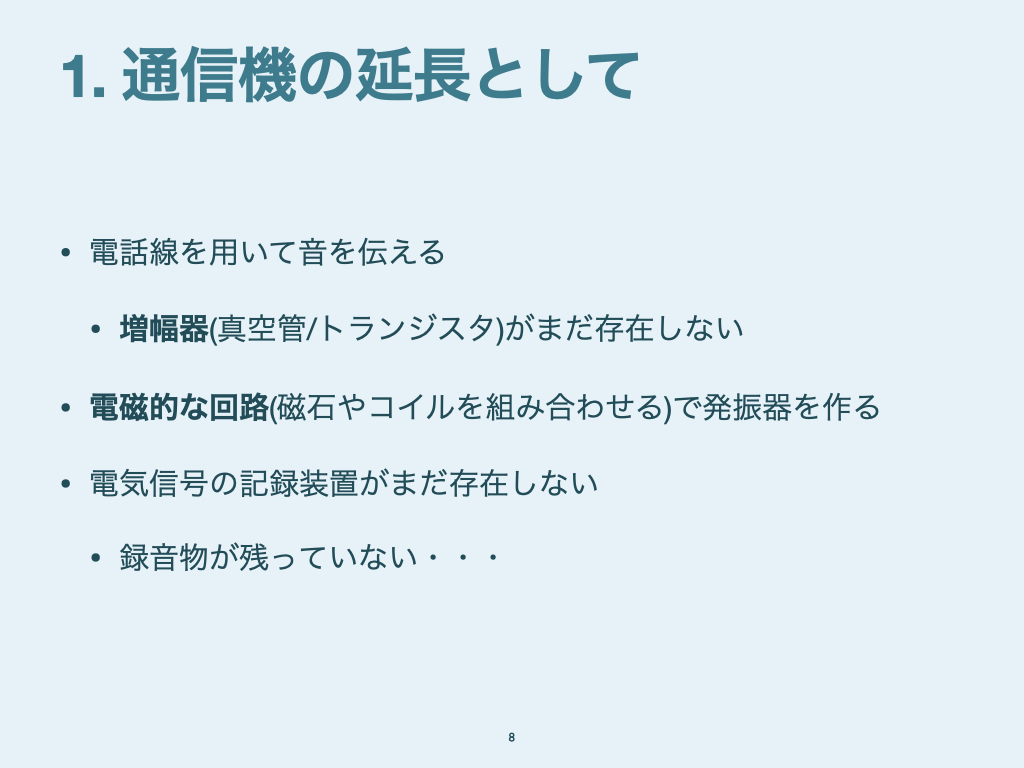 1. 通信機の延長として
• 電話線を用いて音を伝える
• 増幅器(真空管/トランジスタ)がまだ存在しない
• 電磁的な回路(磁石やコイルを組み合わせる)で発振器を作る
• 電気信号の記録装置がまだ存在しない
• 録音物が残っていない・・・
8